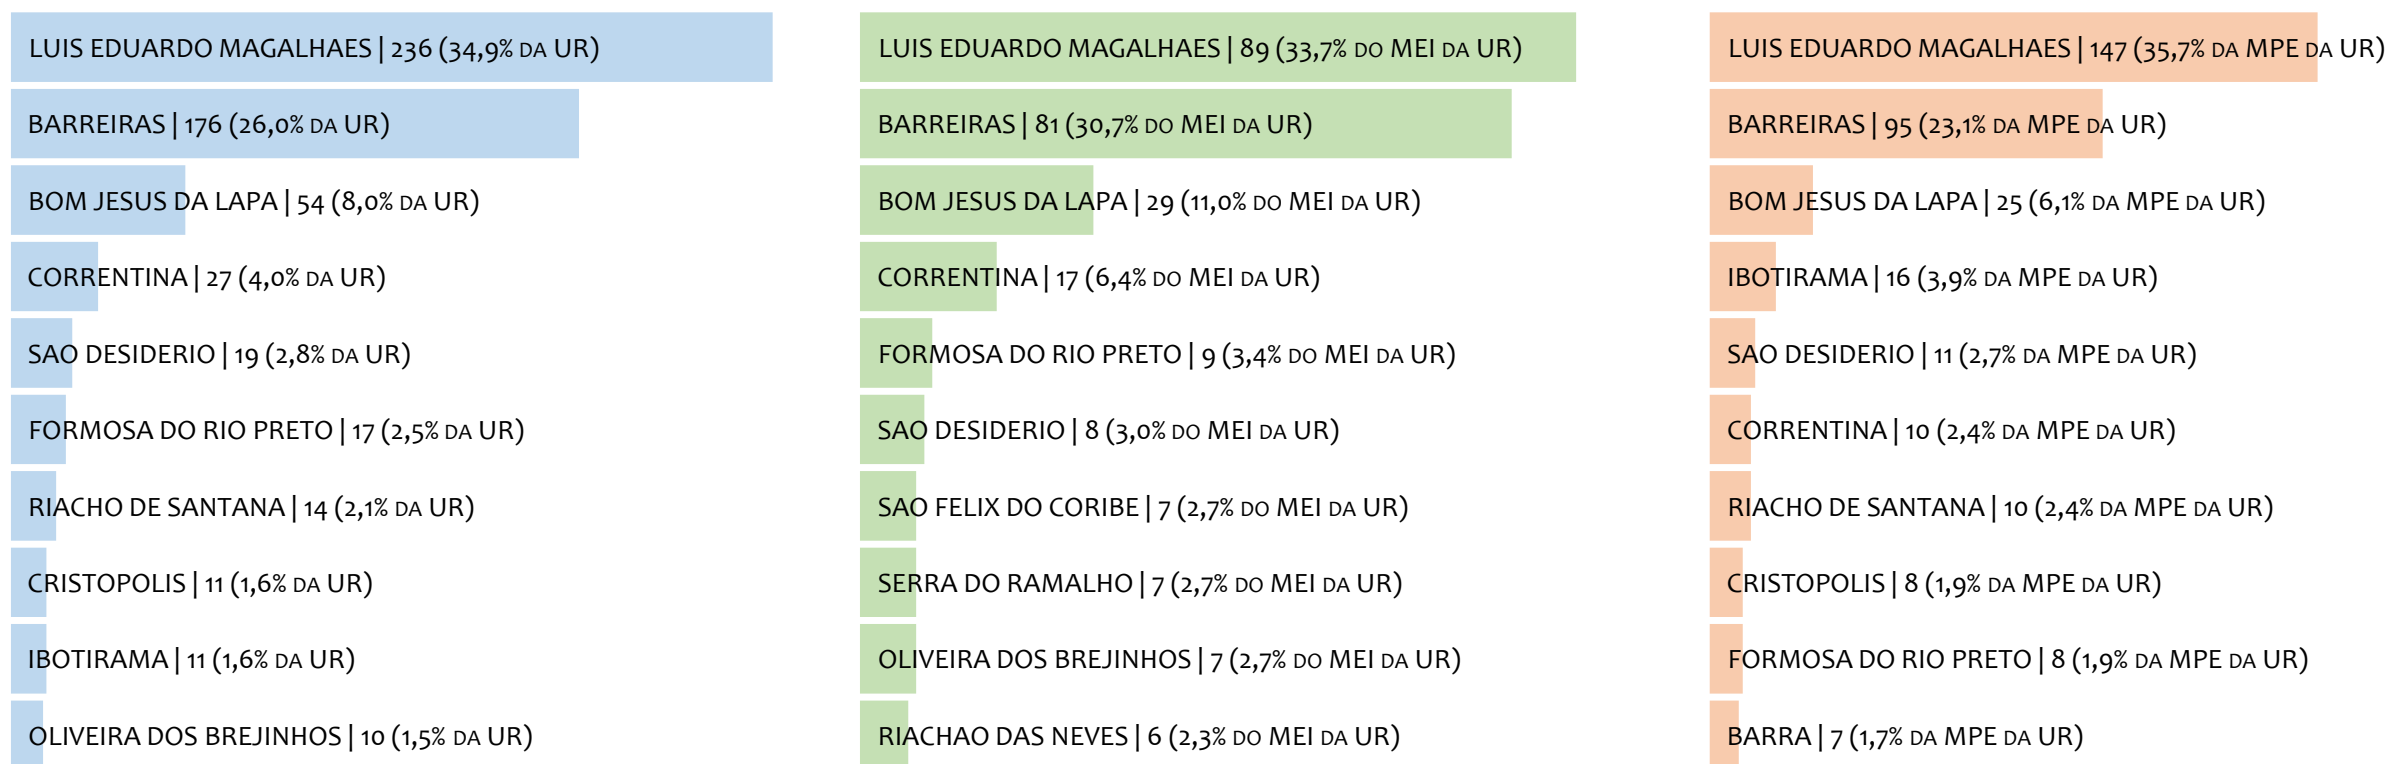 LUIS EDUARDO MAGALHAES | 236 (34,9% DA UR)
BARREIRAS | 176 (26,0% DA UR)
BOM JESUS DA LAPA | 54 (8,0% DA UR)
CORRENTINA | 27 (4,0% DA UR)
SAO DESIDERIO | 19 (2,8% DA UR)
FORMOSA DO RIO PRETO | 17 (2,5% DA UR)
RIACHO DE SANTANA | 14 (2,1% DA UR)
CRISTOPOLIS | 11 (1,6% DA UR)
IBOTIRAMA | 11 (1,6% DA UR)
OLIVEIRA DOS BREJINHOS | 10 (1,5% DA UR)
LUIS EDUARDO MAGALHAES | 89 (33,7% DO MEI DA UR)
BARREIRAS | 81 (30,7% DO MEI DA UR)
BOM JESUS DA LAPA | 29 (11,0% DO MEI DA UR)
CORRENTINA | 17 (6,4% DO MEI DA UR)
FORMOSA DO RIO PRETO | 9 (3,4% DO MEI DA UR)
SAO DESIDERIO | 8 (3,0% DO MEI DA UR)
SAO FELIX DO CORIBE | 7 (2,7% DO MEI DA UR)
SERRA DO RAMALHO | 7 (2,7% DO MEI DA UR)
OLIVEIRA DOS BREJINHOS | 7 (2,7% DO MEI DA UR)
RIACHAO DAS NEVES | 6 (2,3% DO MEI DA UR)
LUIS EDUARDO MAGALHAES | 147 (35,7% DA MPE DA UR)
BARREIRAS | 95 (23,1% DA MPE DA UR)
BOM JESUS DA LAPA | 25 (6,1% DA MPE DA UR)
IBOTIRAMA | 16 (3,9% DA MPE DA UR)
SAO DESIDERIO | 11 (2,7% DA MPE DA UR)
CORRENTINA | 10 (2,4% DA MPE DA UR)
RIACHO DE SANTANA | 10 (2,4% DA MPE DA UR)
CRISTOPOLIS | 8 (1,9% DA MPE DA UR)
FORMOSA DO RIO PRETO | 8 (1,9% DA MPE DA UR)
BARRA | 7 (1,7% DA MPE DA UR)